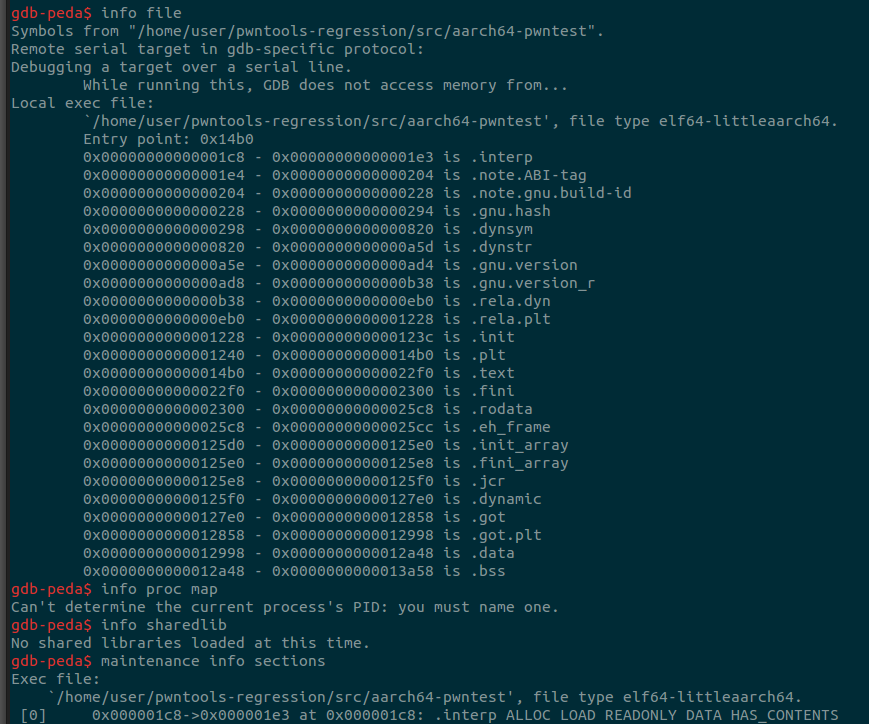 gdb-peda$ info file
Symbols from "/home/user/pwntools-regression/src/aarch64-pwntest".
Remote serial target in gdb-specific protocol:
Debugging a target over a serial line.
        While running this, GDB does not access memory from...
Local exec file:
        `/home/user/pwntools-regression/src/aarch64-pwntest', file type elf64-littleaarch64.
        Entry point: 0x14b0
        0x00000000000001c8 - 0x00000000000001e3 is .interp
        0x00000000000001e4 - 0x0000000000000204 is .note.ABI-tag
        0x0000000000000204 - 0x0000000000000228 is .note.gnu.build-id
        0x0000000000000228 - 0x0000000000000294 is .gnu.hash
        0x0000000000000298 - 0x0000000000000820 is .dynsym
        0x0000000000000820 - 0x0000000000000a5d is .dynstr
        0x0000000000000a5e - 0x0000000000000ad4 is .gnu.version
        0x0000000000000ad8 - 0x0000000000000b38 is .gnu.version_r
        0x0000000000000b38 - 0x0000000000000eb0 is .rela.dyn
        0x0000000000000eb0 - 0x0000000000001228 is .rela.plt
        0x0000000000001228 - 0x000000000000123c is .init
        0x0000000000001240 - 0x00000000000014b0 is .plt
        0x00000000000014b0 - 0x00000000000022f0 is .text
        0x00000000000022f0 - 0x0000000000002300 is .fini
        0x0000000000002300 - 0x00000000000025c8 is .rodata
        0x00000000000025c8 - 0x00000000000025cc is .eh_frame
        0x00000000000125d0 - 0x00000000000125e0 is .init_array
        0x00000000000125e0 - 0x00000000000125e8 is .fini_array
        0x00000000000125e8 - 0x00000000000125f0 is .jcr
        0x00000000000125f0 - 0x00000000000127e0 is .dynamic
        0x00000000000127e0 - 0x0000000000012858 is .got
        0x0000000000012858 - 0x0000000000012998 is .got.plt
        0x0000000000012998 - 0x0000000000012a48 is .data
        0x0000000000012a48 - 0x0000000000013a58 is .bss
gdb-peda$ info proc map
Can't determine the current process's PID: you must name one.
gdb-peda$ info sharedlib
No shared libraries loaded at this time.
gdb-peda$ maintenance info sections
Exec file:
    `/home/user/pwntools-regression/src/aarch64-pwntest', file type elf64-littleaarch64.
 [0]     0x000001c8->0x000001e3 at 0x000001c8: .interp ALLOC LOAD READONLY DATA HAS_CONTENTS